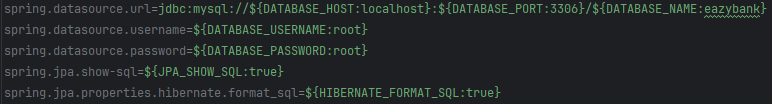 spring.datasource.url=jdbc:mysql://${DATABASE_HOST:localhost}:${DATABASE_PORT:3306}/${DATABASE_NAME:eazybank}
spring.datasource.username=${DATABASE_USERNAME:root}
spring.datasource.password=${DATABASE_PASSWORD:root}
spring.jpa.show-sql=${JPA_SHOW_SQL:true}
spring.jpa.properties.hibernate.format_sql=${HIBERNATE_FORMAT_SQL:true}